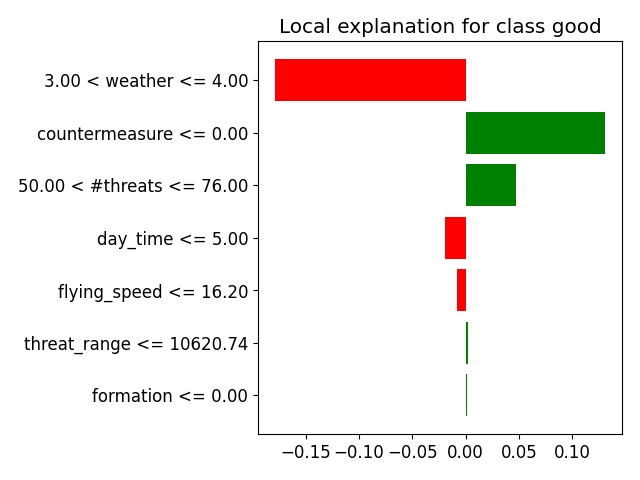 Local explanation for class good
3.00 < weather <= 4.00
countermeasure <= 0.00
50.00 < #threats <= 76.00
day_time <= 5.00
flying_speed <= 16.20
threat_range <= 10620.74
formation <= 0.00
−0.15 −0.10 −0.05 0.00 0.05 0.10